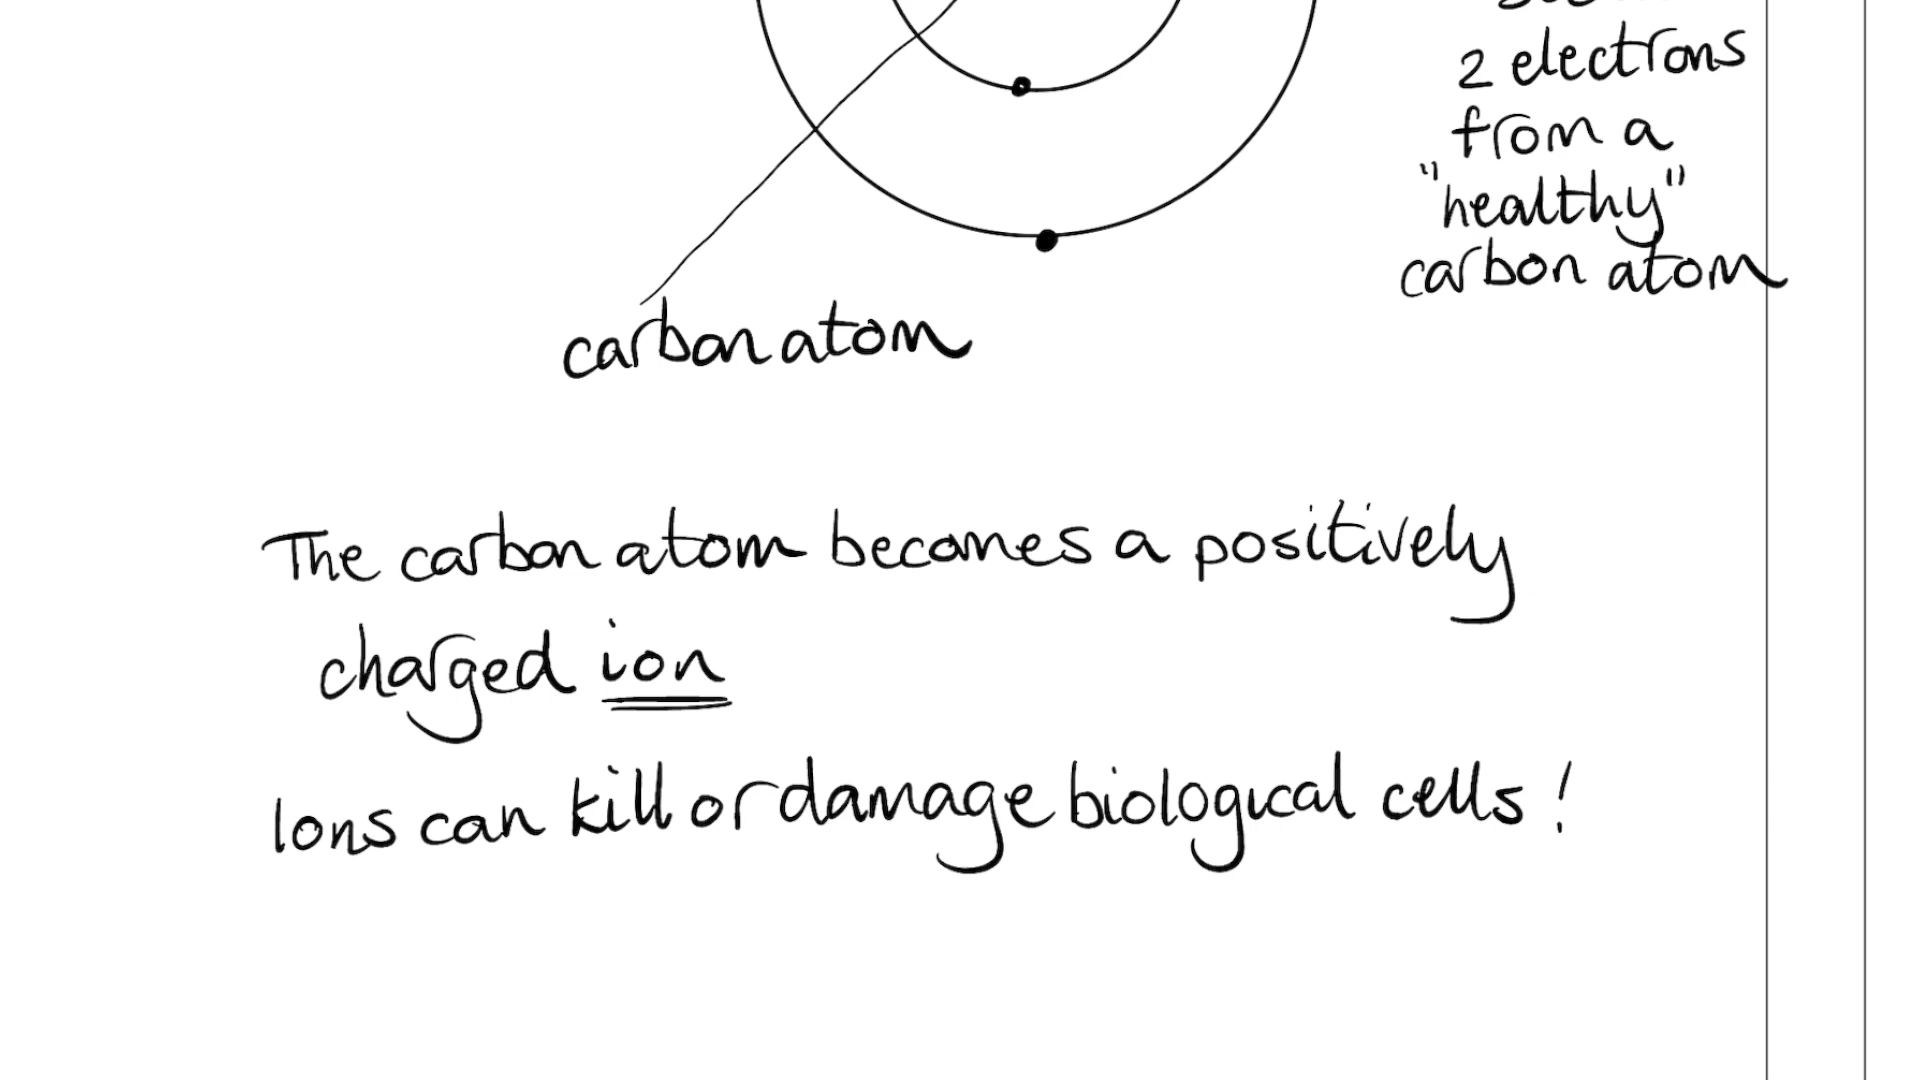 2 electrons
from a
"healthy"
carbon atom
carbon atom
The carbon atom becomes a positively
charged ion
Ions can kill or damage biological cells!